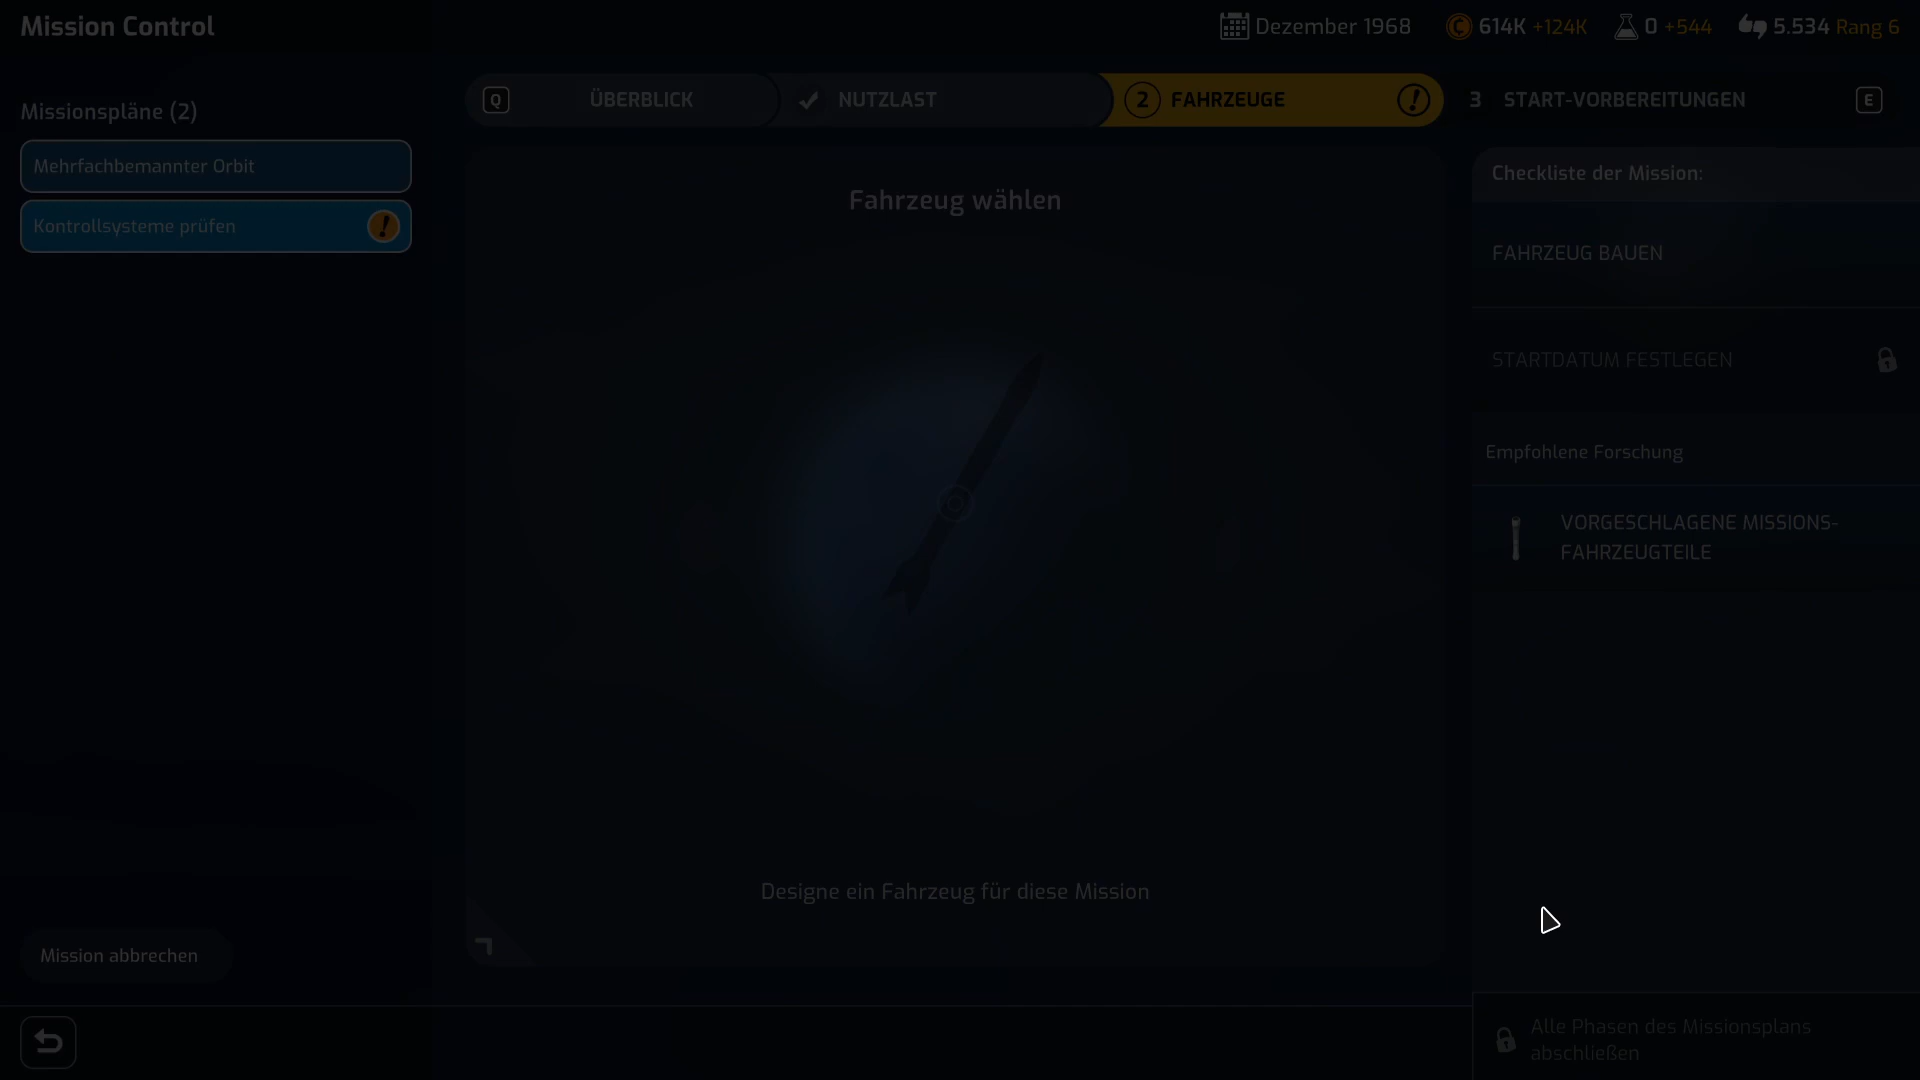 Mission Control
Dezember 1968
614K +124K
0 +544
5.534 Rang 6
Missionspläne (2)
Mehrfachbemannter Orbit
Kontrollsysteme prüfen
Q
ÜBERBLICK
NUTZLAST
2 FAHRZEUGE
3 START-VORBEREITUNGEN
E
Fahrzeug wählen
Designe ein Fahrzeug für diese Mission
Checkliste der Mission:
FAHRZEUG BAUEN
STARTDATUM FESTLEGEN
Empfohlene Forschung
VORGESCHLAGENE MISSIONS-
FAHRZEUGTEILE
Mission abbrechen
Alle Phasen des Missionsplans
abschließen